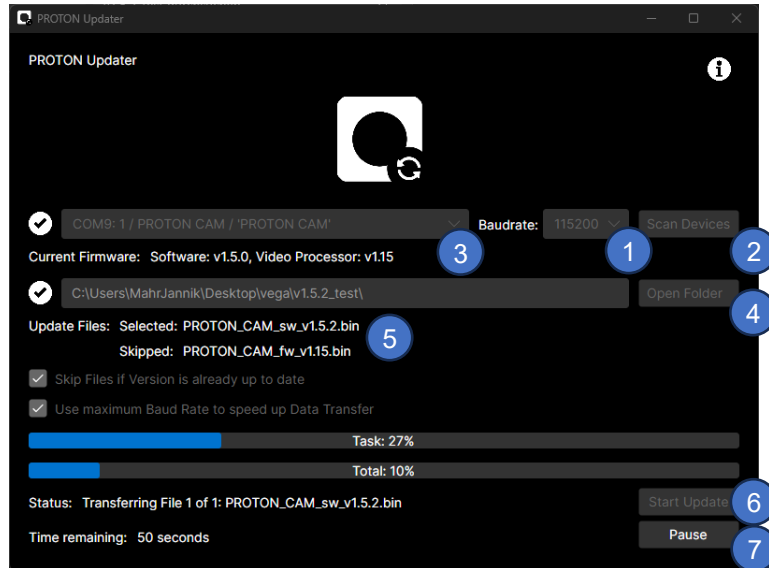 PROTON Updater
PROTON Updater
COM9: 1 / PROTON CAM / 'PROTON CAM'
Baudrate: 115200
Scan Devices
3
1
2
Current Firmware: Software: v1.5.0, Video Processor: v1.15
C:\Users\MahrJannik\Desktop\vega\v1.5.2_test\
Open Folder
4
Update Files: Selected: PROTON_CAM_sw_v1.5.2.bin
5
Skipped: PROTON_CAM_fw_v1.15.bin
Skip Files if Version is already up to date
Use maximum Baud Rate to speed up Data Transfer
Task: 27%
Total: 10%
Status: Transferring File 1 of 1: PROTON_CAM_sw_v1.5.2.bin
Start Update
6
Time remaining: 50 seconds
Pause
7